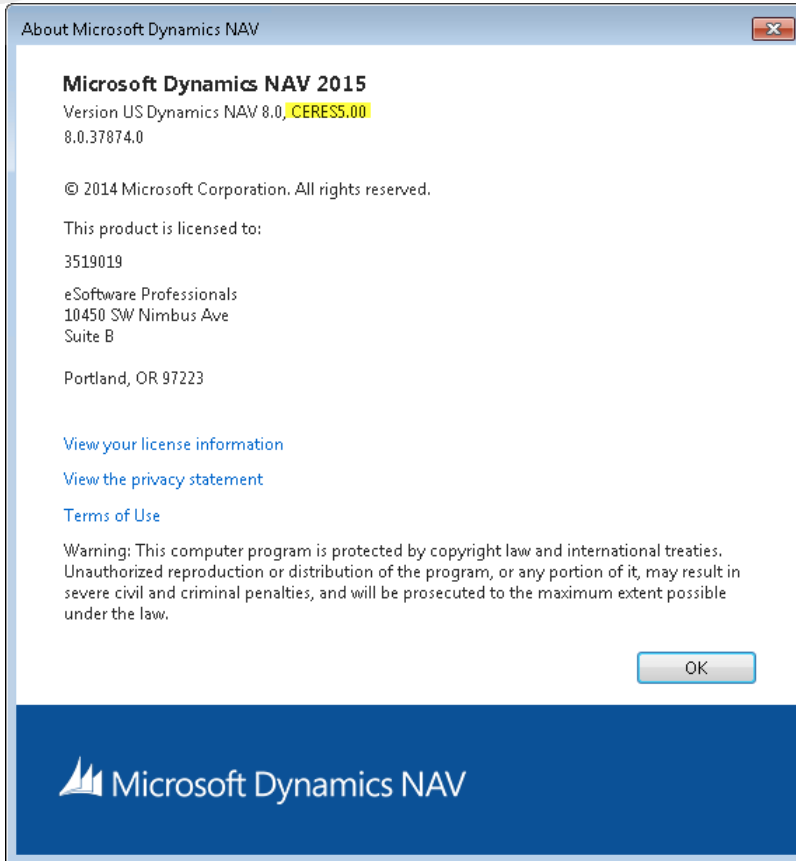 About Microsoft Dynamics NAV
Microsoft Dynamics NAV 2015
Version US Dynamics NAV 8.0, CERES5.00
8.0.37874.0
© 2014 Microsoft Corporation. All rights reserved.
This product is licensed to:
3519019
eSoftware Professionals
10450 SW Nimbus Ave
Suite B
Portland, OR 97223
View your license information
View the privacy statement
Terms of Use
Warning: This computer program is protected by copyright law and international treaties.
Unauthorized reproduction or distribution of the program, or any portion of it, may result in
severe civil and criminal penalties, and will be prosecuted to the maximum extent possible
under the law.
OK
Microsoft Dynamics NAV